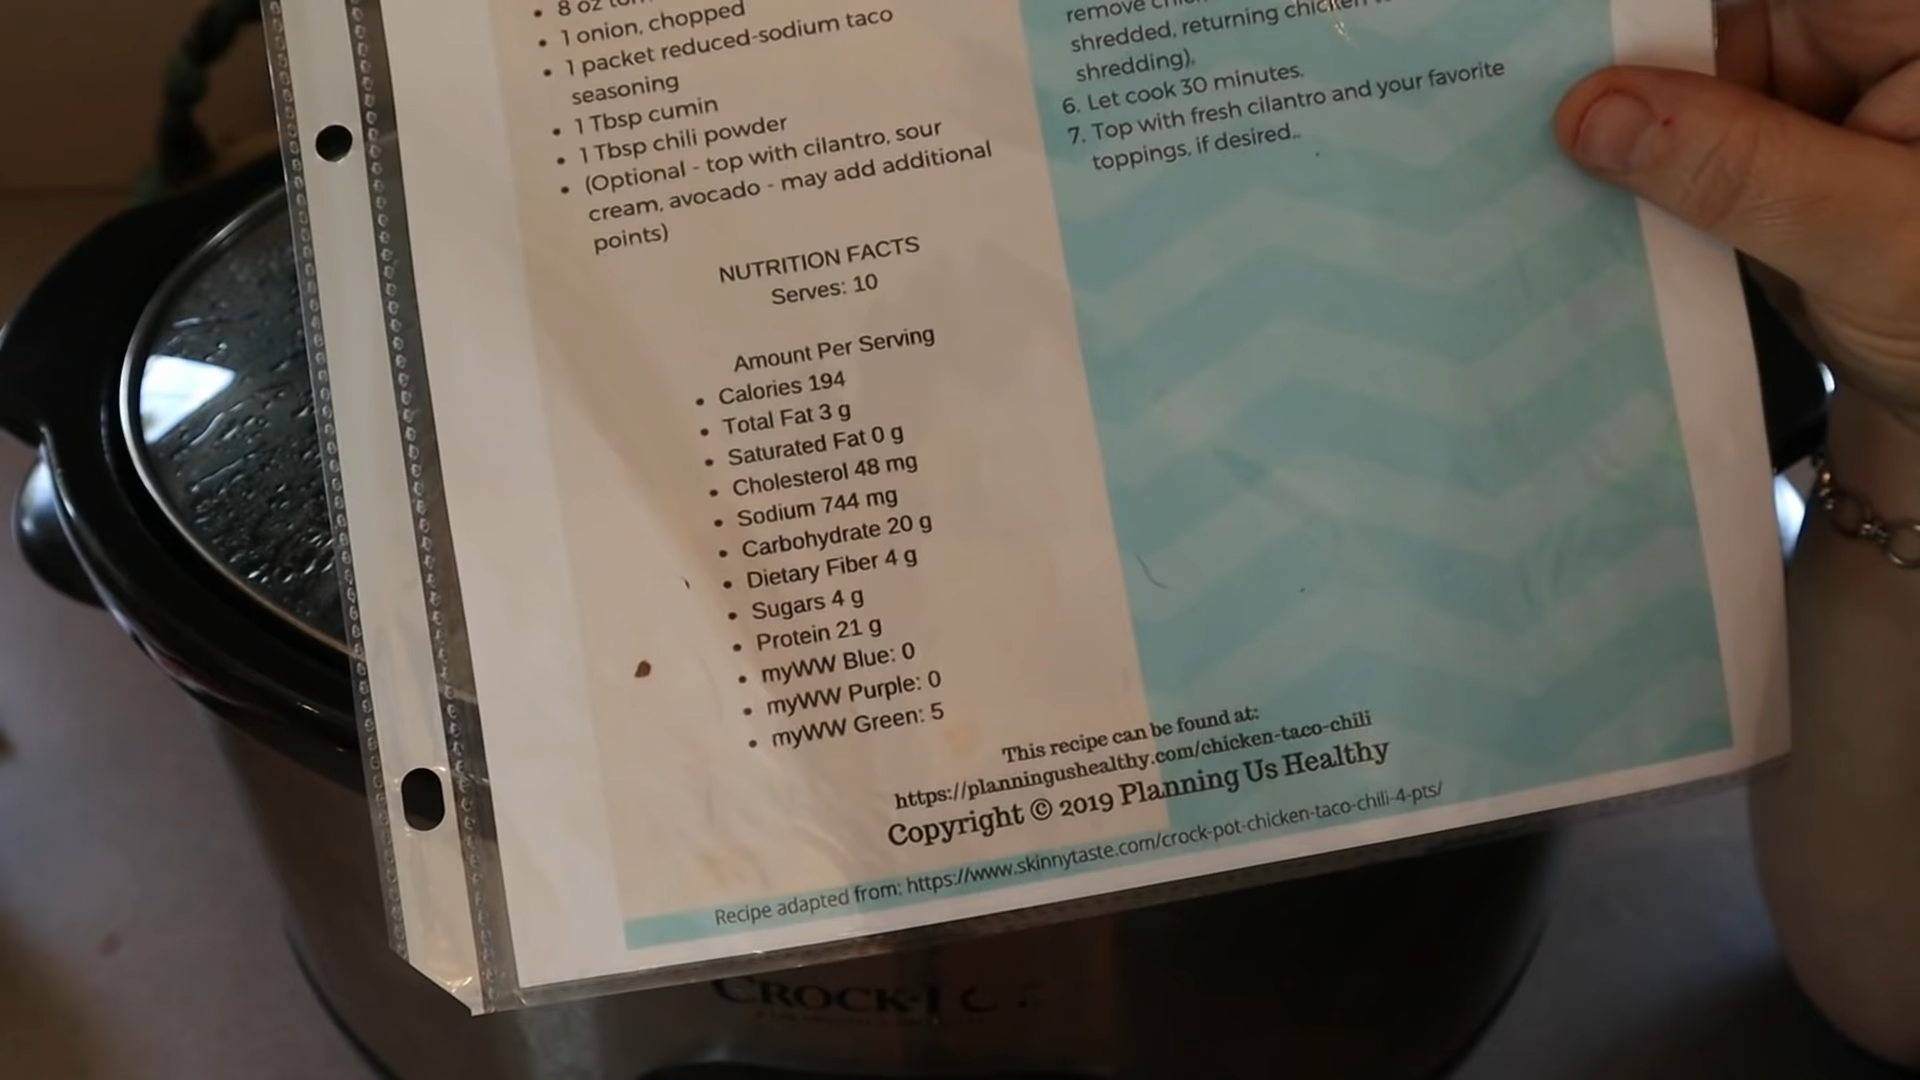 • 8 oz
• 1 onion, chopped
• 1 packet reduced-sodium taco
seasoning
• 1 Tbsp cumin
• 1 Tbsp chili powder
• (Optional - top with cilantro, sour
cream, avocado - may add additional
points)
NUTRITION FACTS
Serves: 10
Amount Per Serving
• Calories 194
• Total Fat 3 g
• Saturated Fat 0 g
• Cholesterol 48 mg
• Sodium 744 mg
• Carbohydrate 20 g
• Dietary Fiber 4 g
• Sugars 4 g
• Protein 21 g
• myWW Blue: 0
• myWW Purple: 0
• myWW Green: 5
remove
shredded, returning chicken
shredding).
6. Let cook 30 minutes.
7. Top with fresh cilantro and your favorite
toppings, if desired..
This recipe can be found at:
https://planningushealthy.com/chicken-taco-chili
Copyright © 2019 Planning Us Healthy
Recipe adapted from: https://www.skinnytaste.com/crock-pot-chicken-taco-chili-4-pts/
CROCK-